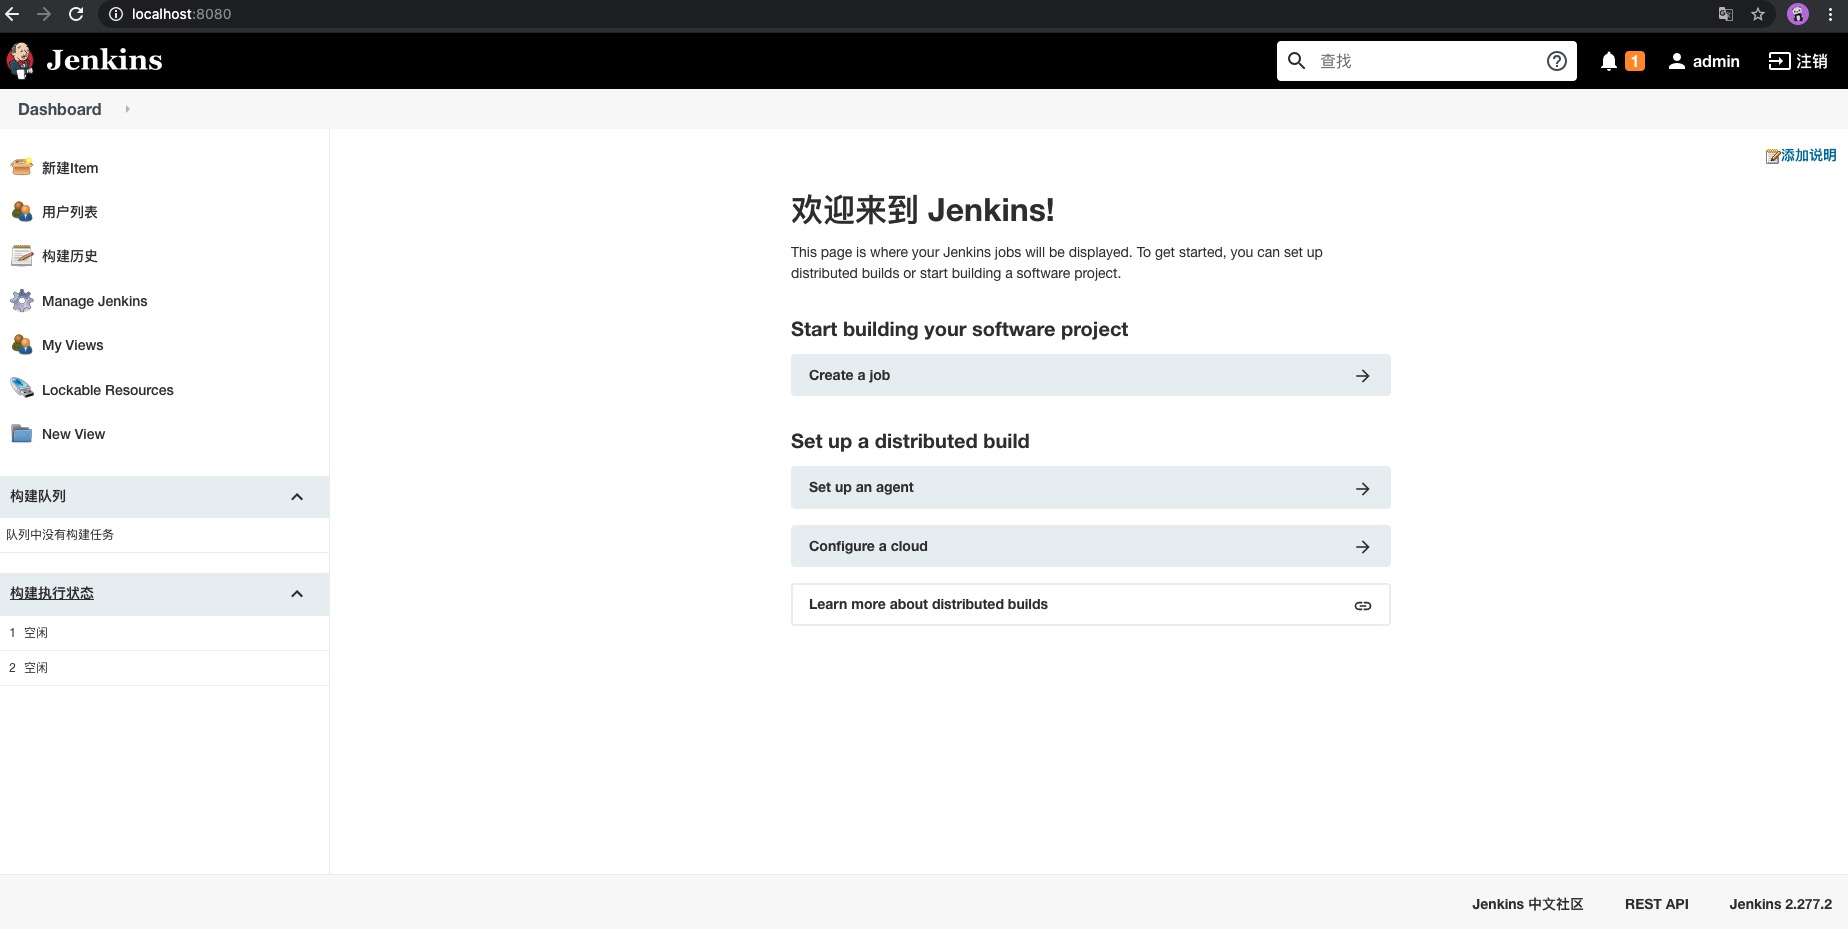 localhost:8080
Jenkins
查找
1
admin
注销
Dashboard
添加说明
新建Item
用户列表
构建历史
Manage Jenkins
My Views
Lockable Resources
New View
构建队列
队列中没有构建任务
构建执行状态
1 空闲
2 空闲
欢迎来到 Jenkins!
This page is where your Jenkins jobs will be displayed. To get started, you can set up
distributed builds or start building a software project.
Start building your software project
Create a job
Set up a distributed build
Set up an agent
Configure a cloud
Learn more about distributed builds
Jenkins 中文社区
REST API
Jenkins 2.277.2